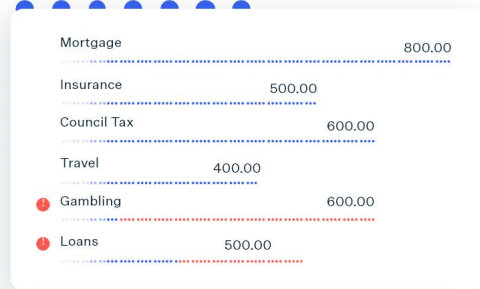 Mortgage 800.00
Insurance 500.00
Council Tax 600.00
Travel 400.00
! Gambling 600.00
! Loans 500.00